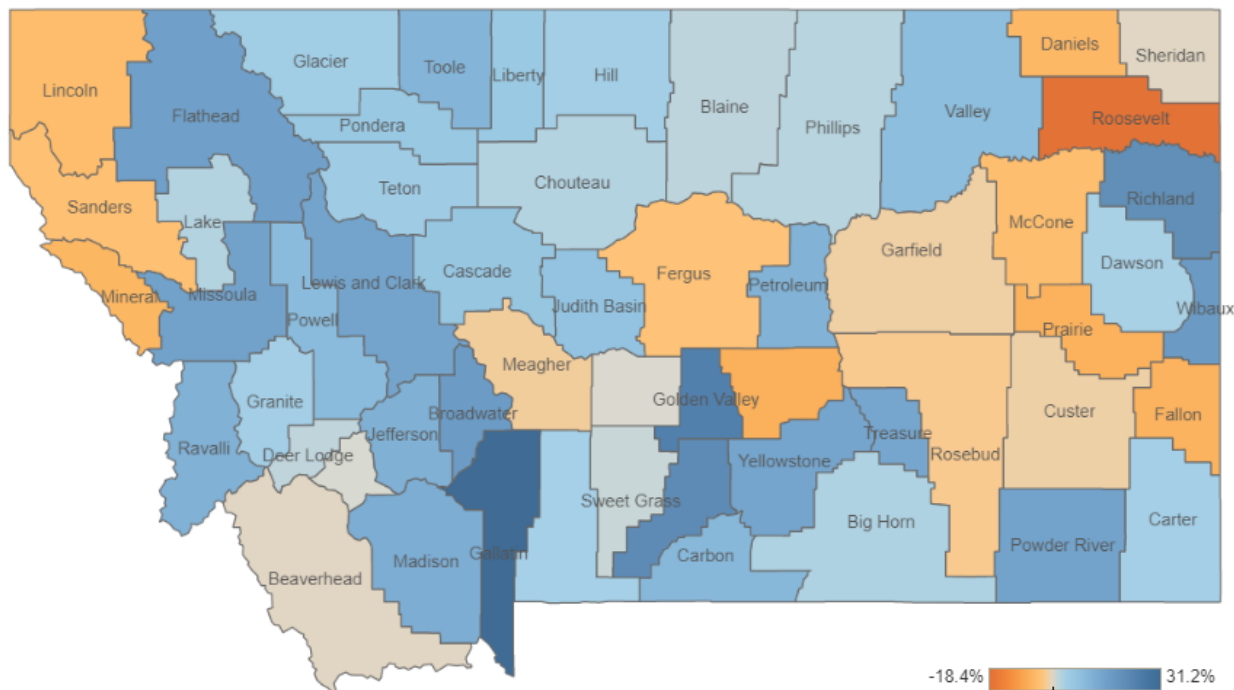 Glacier
Toole
Liberty
Hill
Blaine
Phillips
Valley
Daniels
Sheridan
Lincoln
Flathead
Pondera
Roosevelt
Teton
Chouteau
Sanders
Lake
Richland
McCone
Garfield
Dawson
Fergus
Cascade
Lewis and Clark
Petroleum
Mineral
Missoula
Judith Basin
Wibaux
Powell
Prairie
Meagher
Granite
Broadwater
Golden Valley
Custer
Fallon
Jefferson
Treasure
Ravalli
Deer Lodge
Yellowstone
Rosebud
Sweet Grass
Big Horn
Carter
Gallatin
Madison
Carbon
Powder River
Beaverhead
-18.4%
31.2%